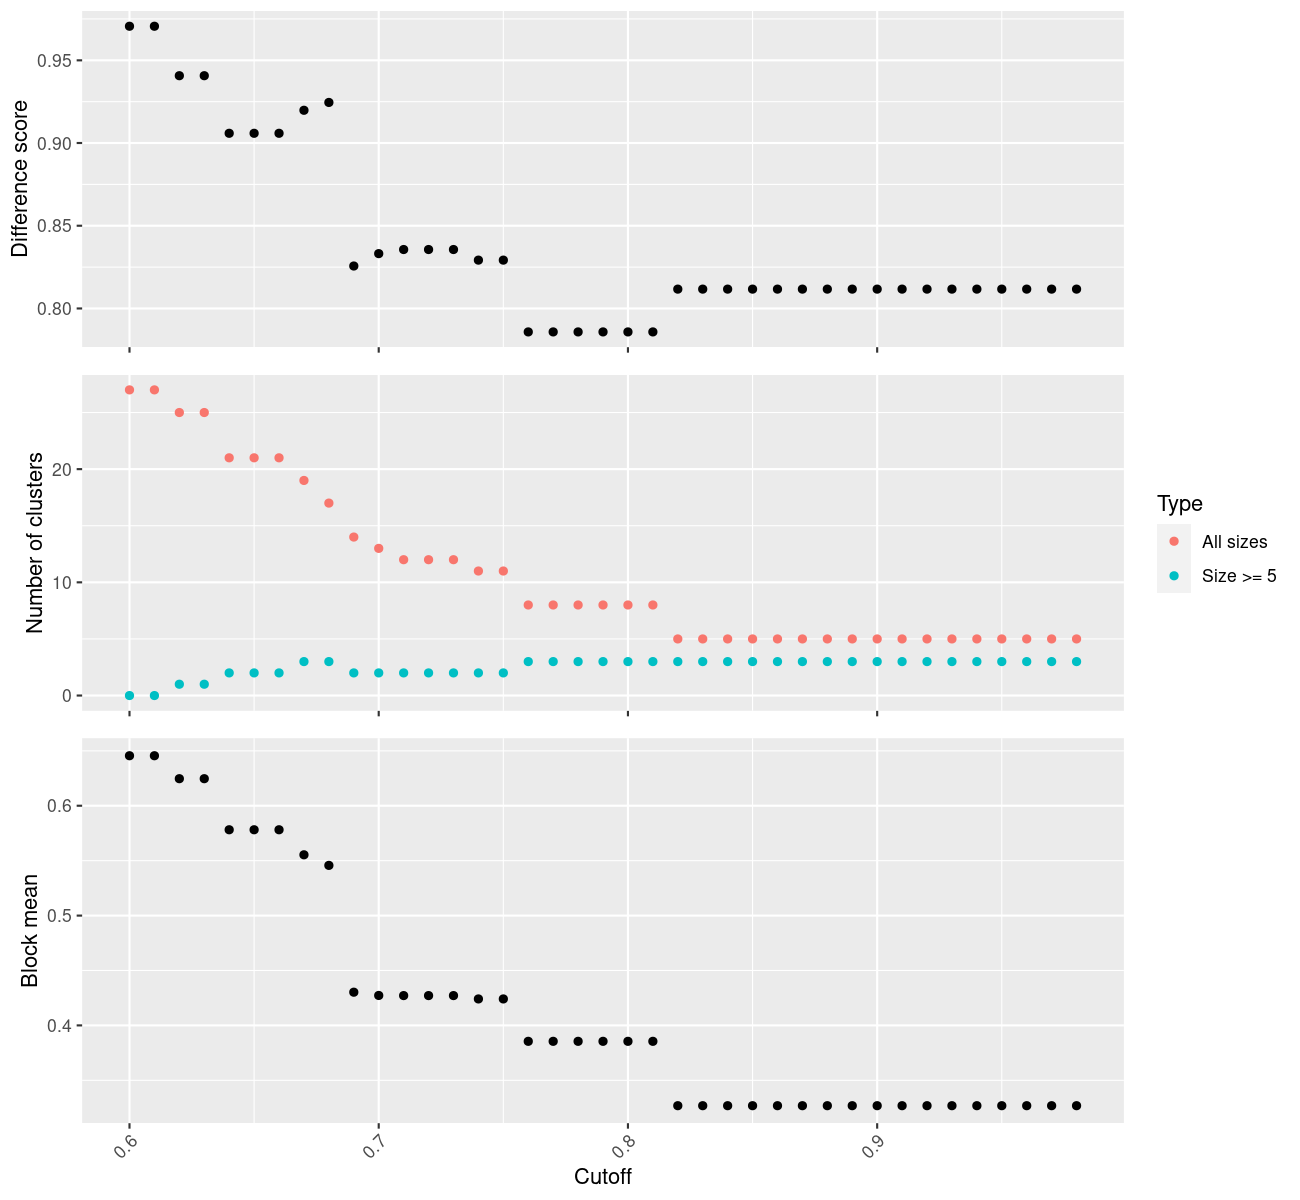 Difference score
0.95
0.90
0.85
0.80
Number of clusters
20
10
0
Type
All sizes
Size >= 5
Block mean
0.6
0.5
0.4
0.6 0.7 0.8 0.9
Cutoff